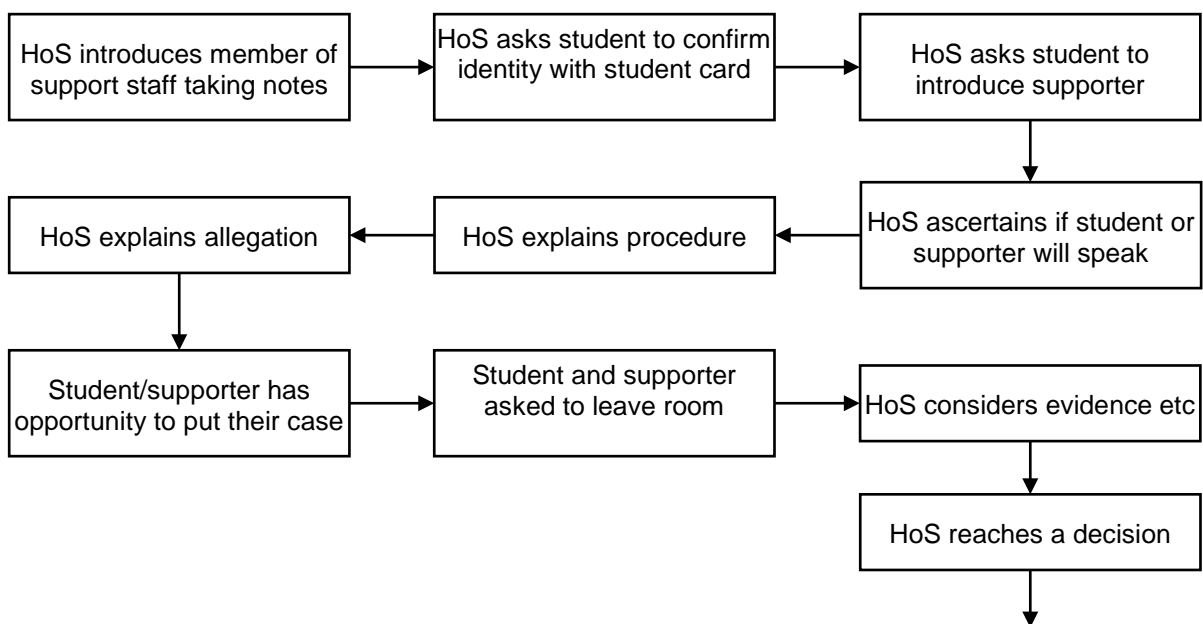 HoS introduces member of
support staff taking notes
HoS asks student to confirm
identity with student card
HoS asks student to
introduce supporter
HoS ascertains if student or
supporter will speak
HoS explains procedure
HoS explains allegation
Student/supporter has
opportunity to put their case
Student and supporter
asked to leave room
HoS considers evidence etc
HoS reaches a decision